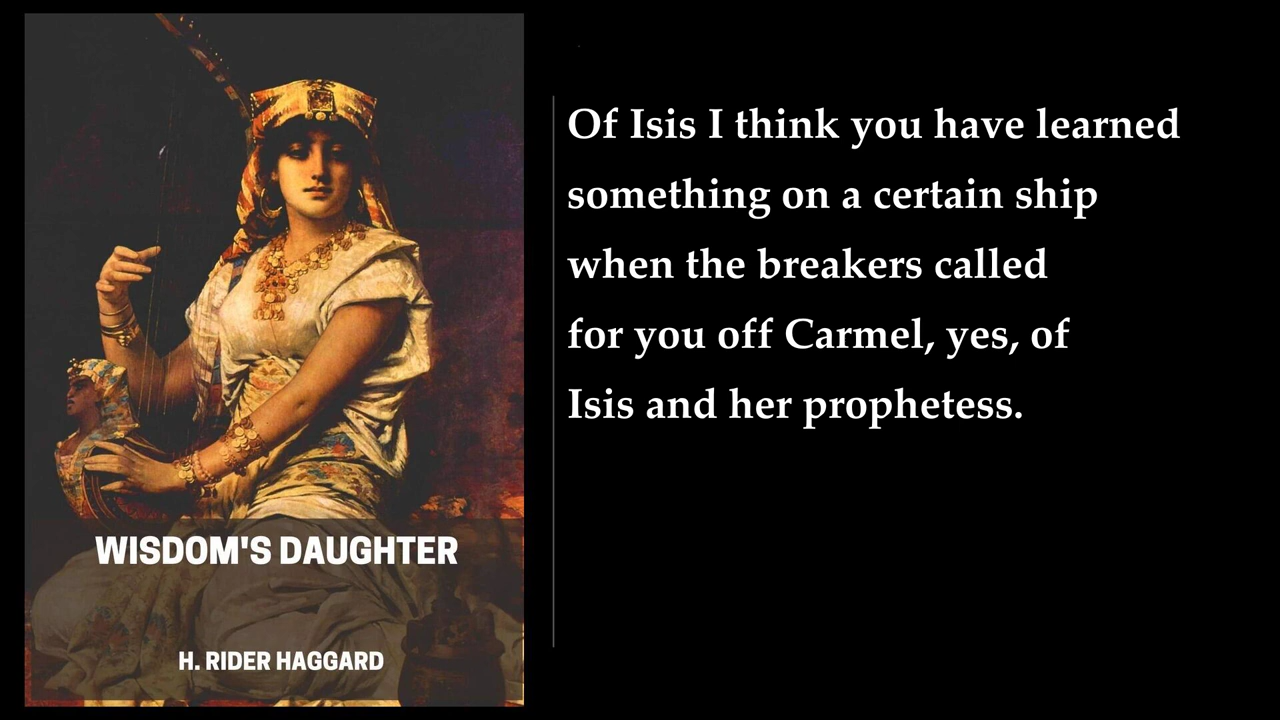 WISDOM'S DAUGHTER
H. RIDER HAGGARD
Of Isis I think you have learned
something on a certain ship
when the breakers called
for you off Carmel, yes, of
Isis and her prophetess.